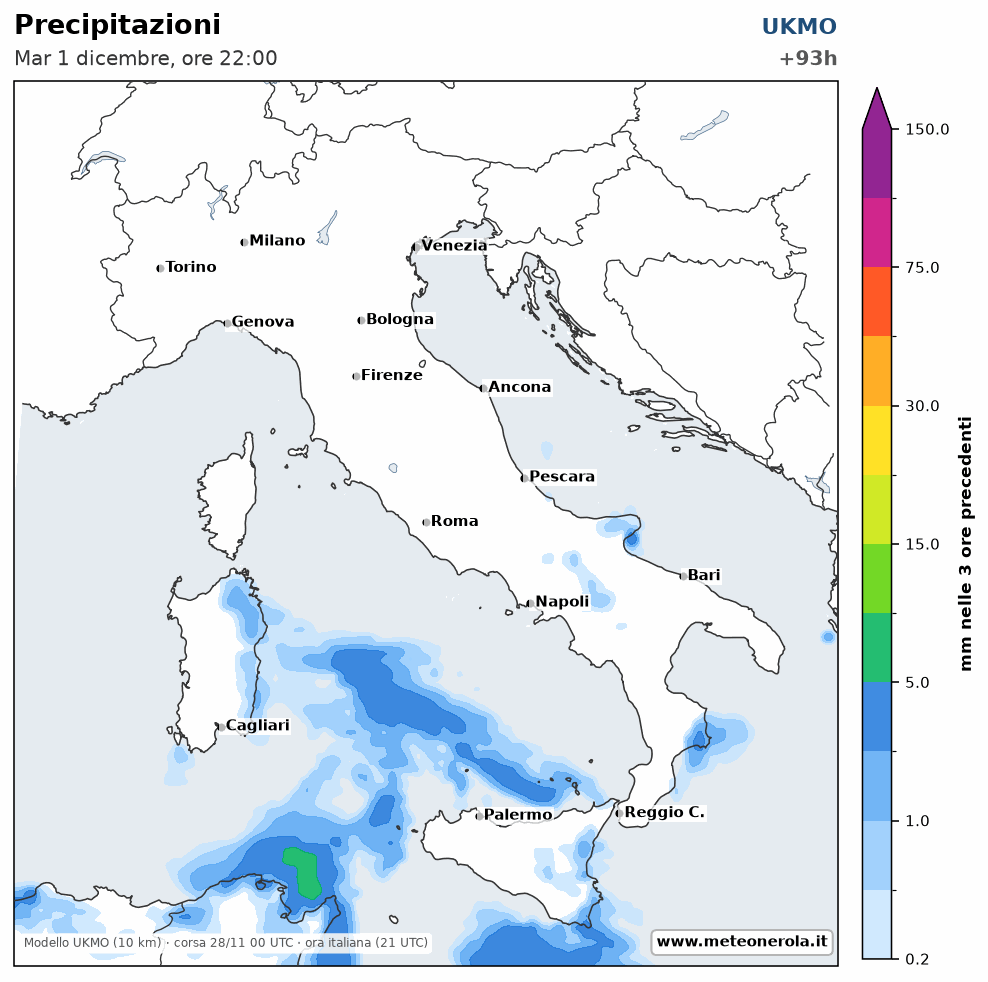 Precipitazioni
UKMO
Mar 1 dicembre, ore 22:00
+93h
150.0
75.0
30.0
15.0
5.0
1.0
0.2
mm nelle 3 ore precedenti
Milano
Venezia
Torino
Genova
Bologna
Firenze
Ancona
Pescara
Roma
Bari
Napoli
Cagliari
Palermo
Reggio C.
Modello UKMO (10 km) · corsa 28/11 00 UTC · ora italiana (21 UTC)
www.meteonerola.it